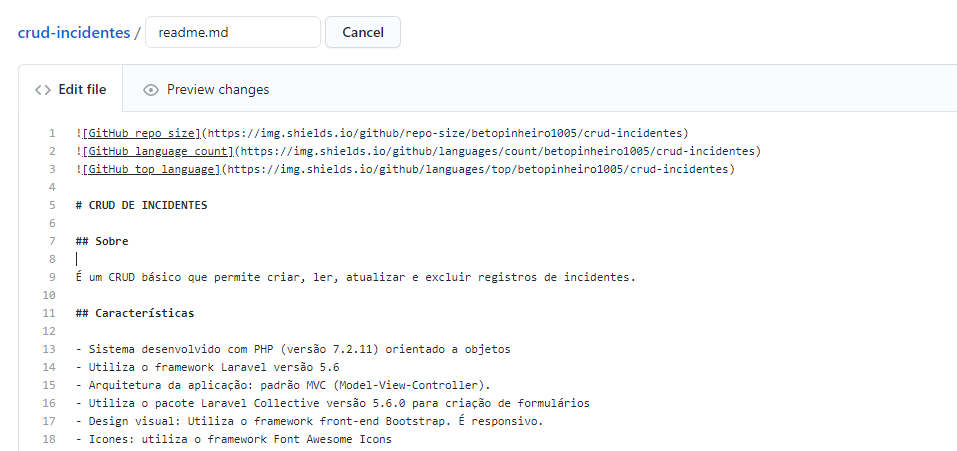 crud-incidentes / readme.md Cancel
<> Edit file Preview changes
1 ![GitHub repo size](https://img.shields.io/github/repo-size/betopinheiro1005/crud-incidentes)
2 ![GitHub language count](https://img.shields.io/github/languages/count/betopinheiro1005/crud-incidentes)
3 ![GitHub top language](https://img.shields.io/github/languages/top/betopinheiro1005/crud-incidentes)
4
5 # CRUD DE INCIDENTES
6
7 ## Sobre
8
9 É um CRUD básico que permite criar, ler, atualizar e excluir registros de incidentes.
10
11 ## Características
12
13 - Sistema desenvolvido com PHP (versão 7.2.11) orientado a objetos
14 - Utiliza o framework Laravel versão 5.6
15 - Arquitetura da aplicação: padrão MVC (Model-View-Controller).
16 - Utiliza o pacote Laravel Collective versão 5.6.0 para criação de formulários
17 - Design visual: Utiliza o framework front-end Bootstrap. É responsivo.
18 - Icones: utiliza o framework Font Awesome Icons